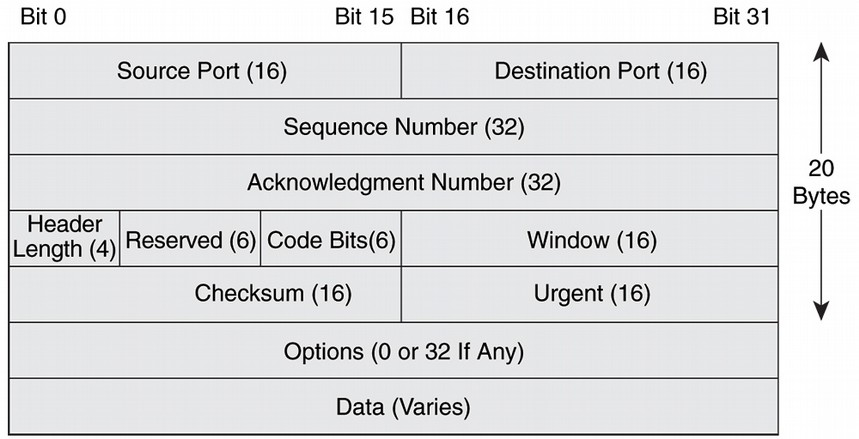 Bit 0 Bit 15 Bit 16 Bit 31
Source Port (16) Destination Port (16)
Sequence Number (32)
Acknowledgment Number (32)
20
Bytes
Header
Length (4) Reserved (6) Code Bits(6) Window (16)
Checksum (16) Urgent (16)
Options (0 or 32 If Any)
Data (Varies)